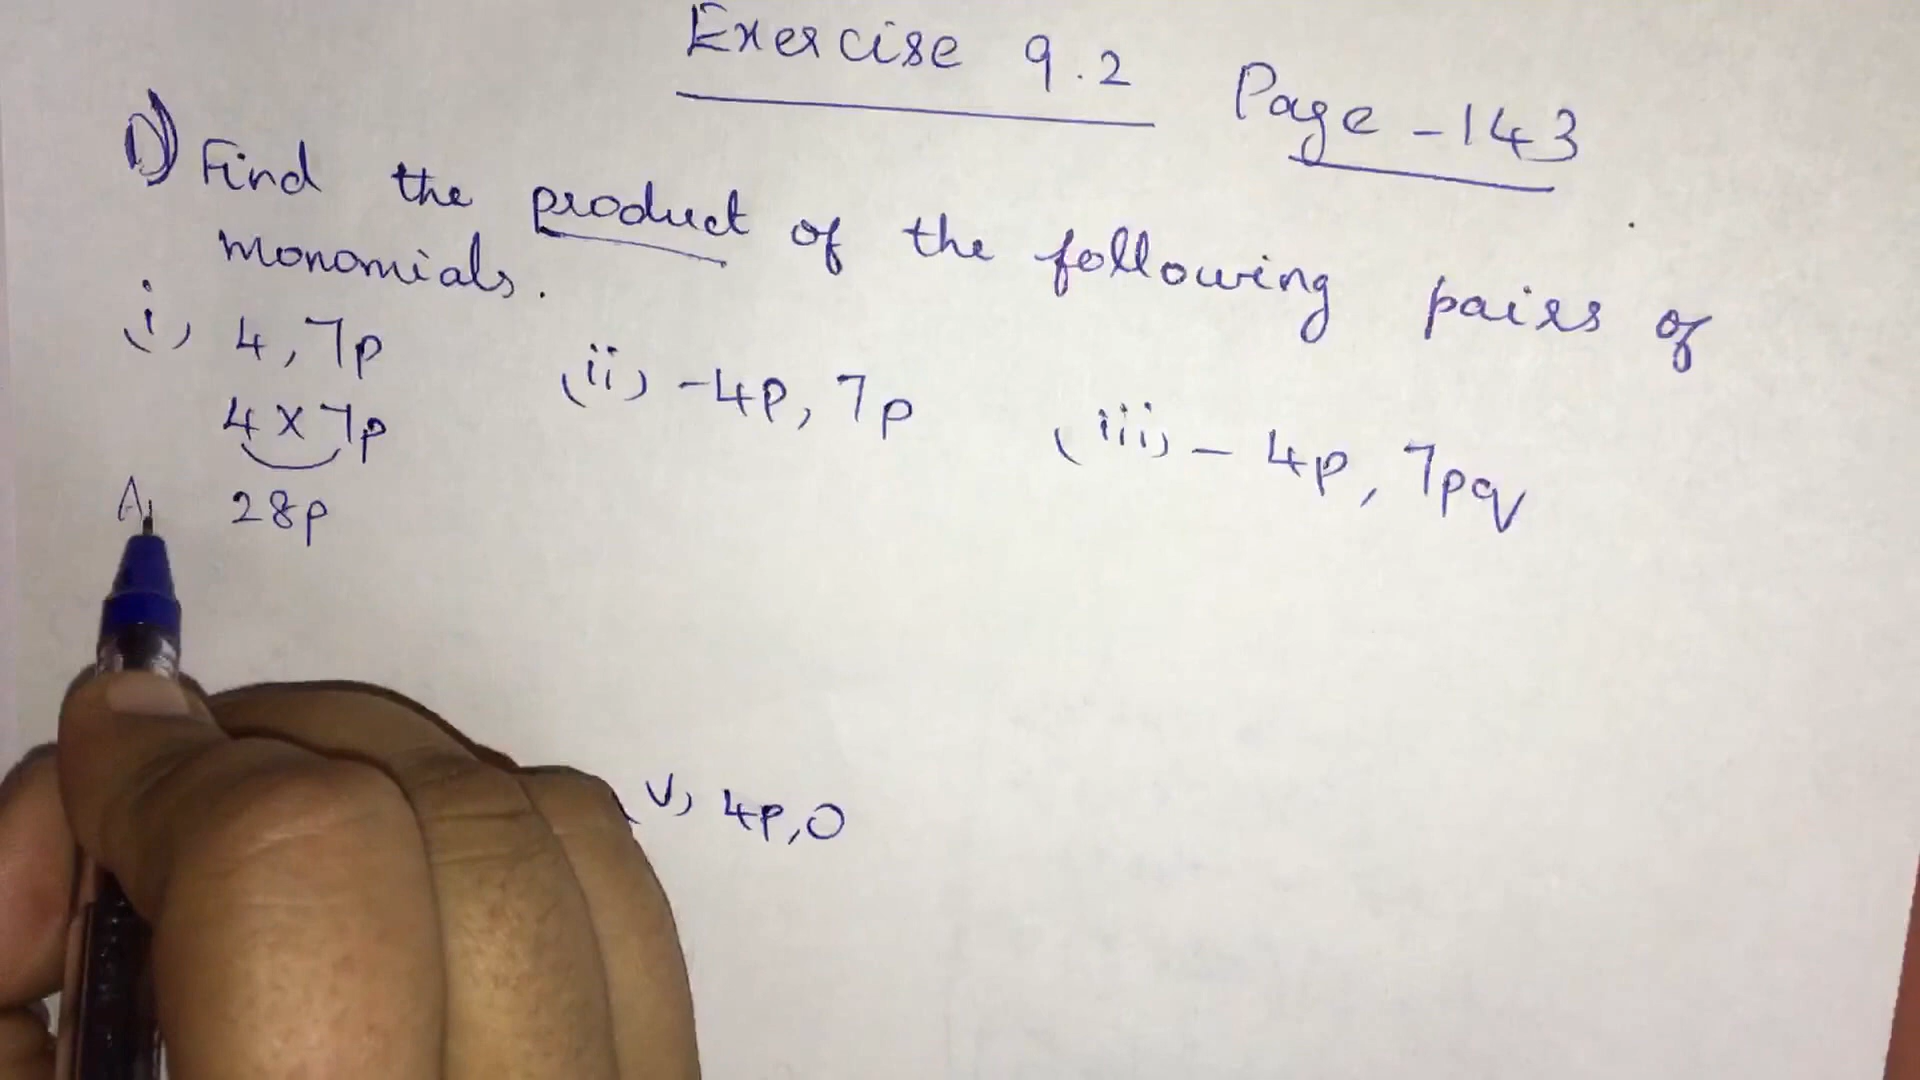 Exercise 9.2 Page -143
1) Find the product of the following pairs of
monomials.
(i) 4, 7p (ii) -4p, 7p (iii) - 4p, 7pq
4 x 7p
28p
(v) 4p, 0